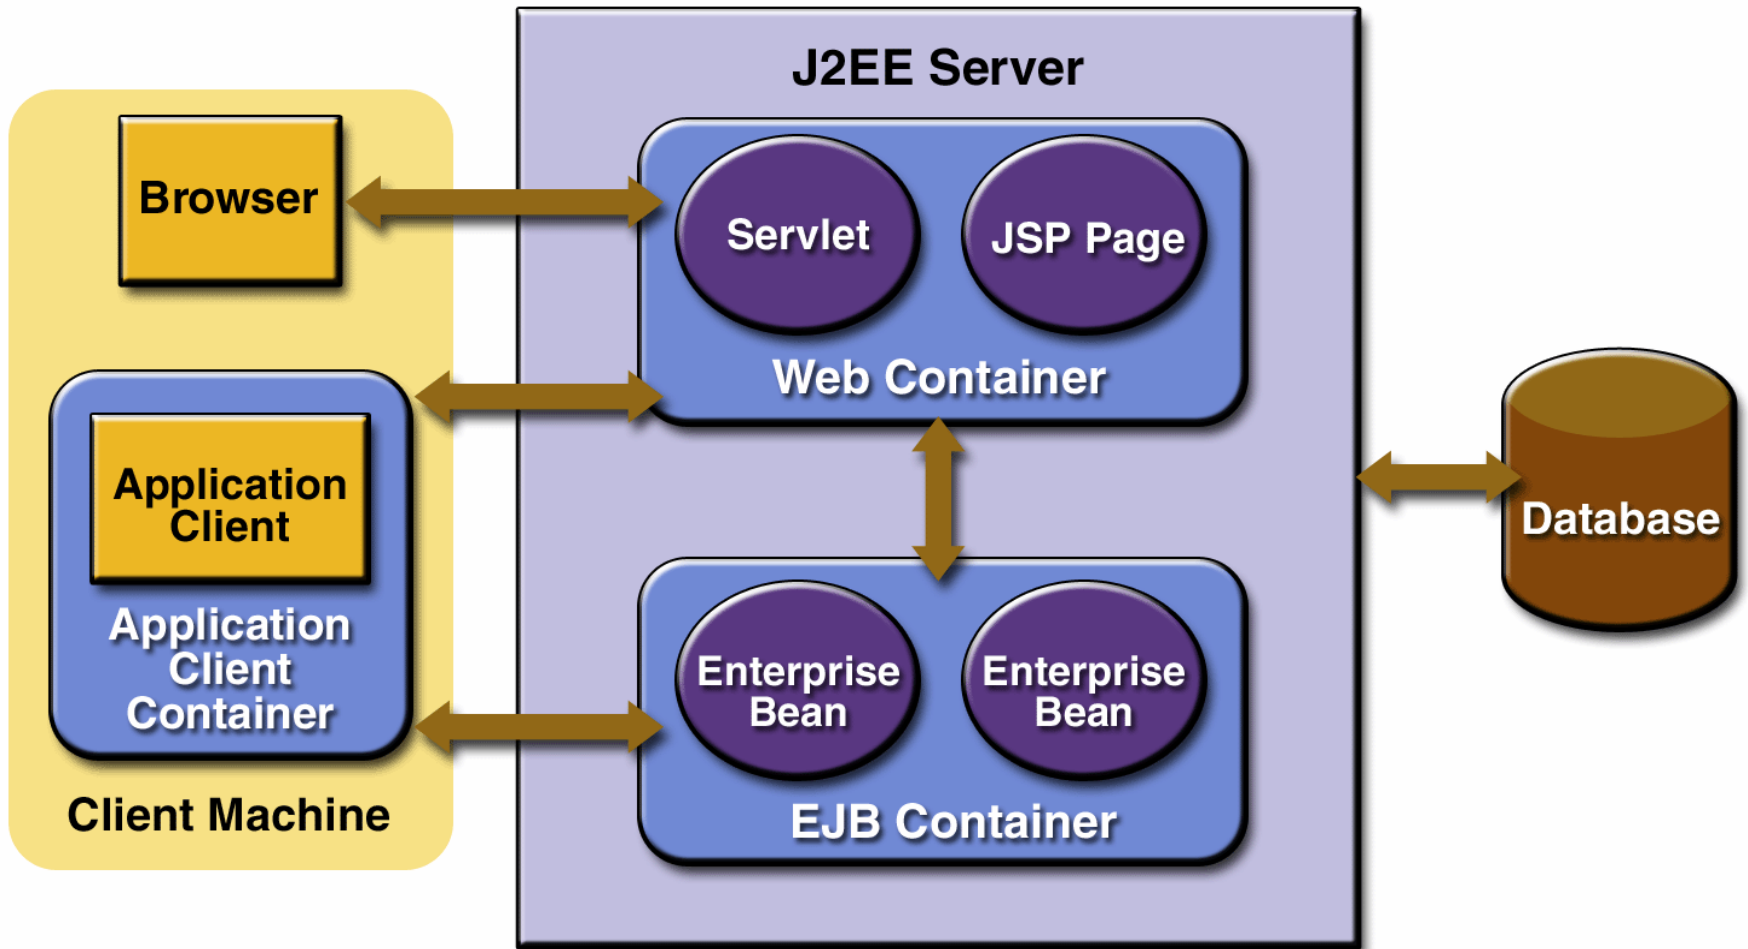 J2EE Server
Browser
Servlet
JSP Page
Web Container
Application
Client
Application
Client
Container
Client Machine
Enterprise
Bean
Enterprise
Bean
EJB Container
Database